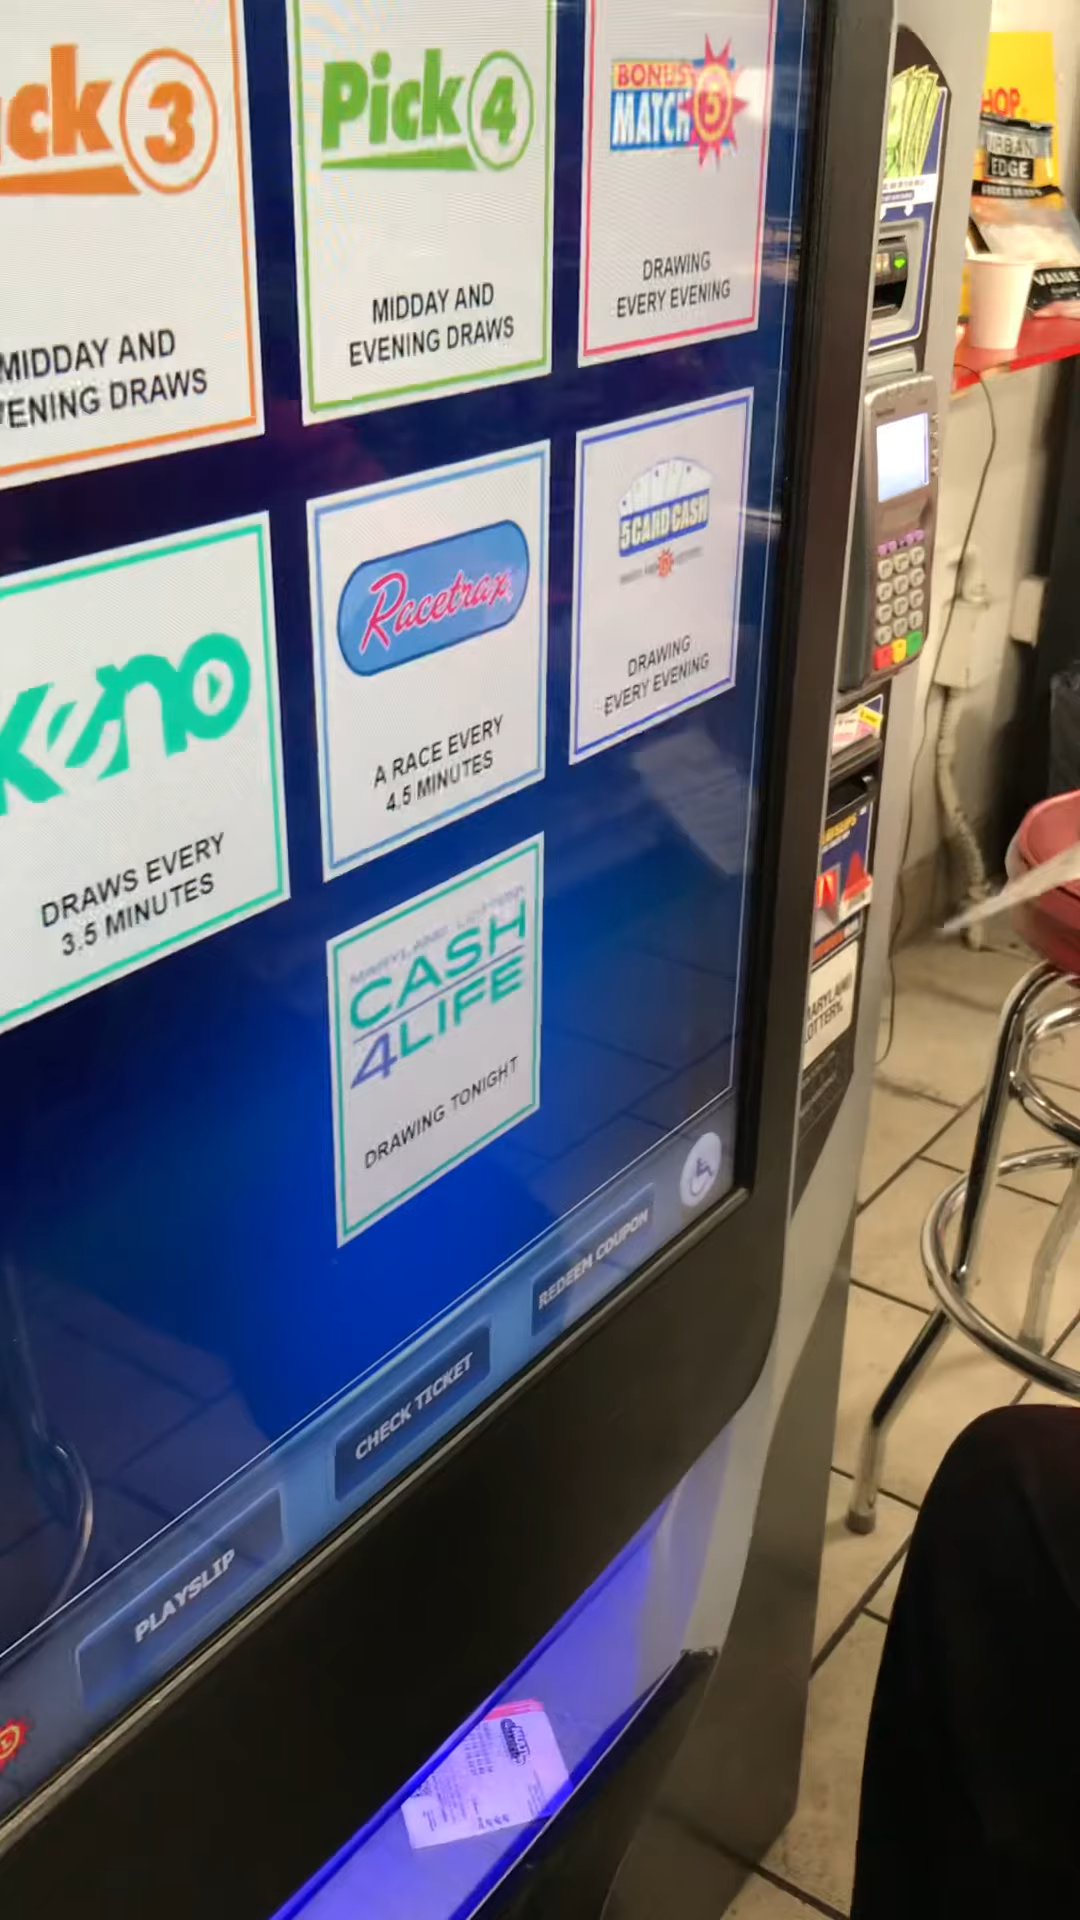 ck 3
MIDDAY AND
ENING DRAWS
Pick 4
MIDDAY AND
EVENING DRAWS
BONUS
MATCH 5
DRAWING
EVERY EVENING
Keno
DRAWS EVERY
3.5 MINUTES
Racetrax
A RACE EVERY
4.5 MINUTES
5 CARD CASH
DRAWING
EVERY EVENING
MARYLAND LOTTERY
CASH
4LIFE
DRAWING TONIGHT
PLAYSLIP
CHECK TICKET
REDEEM COUPON
HOP
URBAN
EDGE
VALUE
MARYLAND
LOTTERY